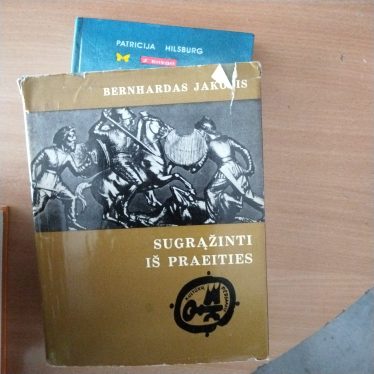 PATRICIJA HILSBURG
BERNHARDAS
SUGRĄŽINTI
IŠ PRAEITIES